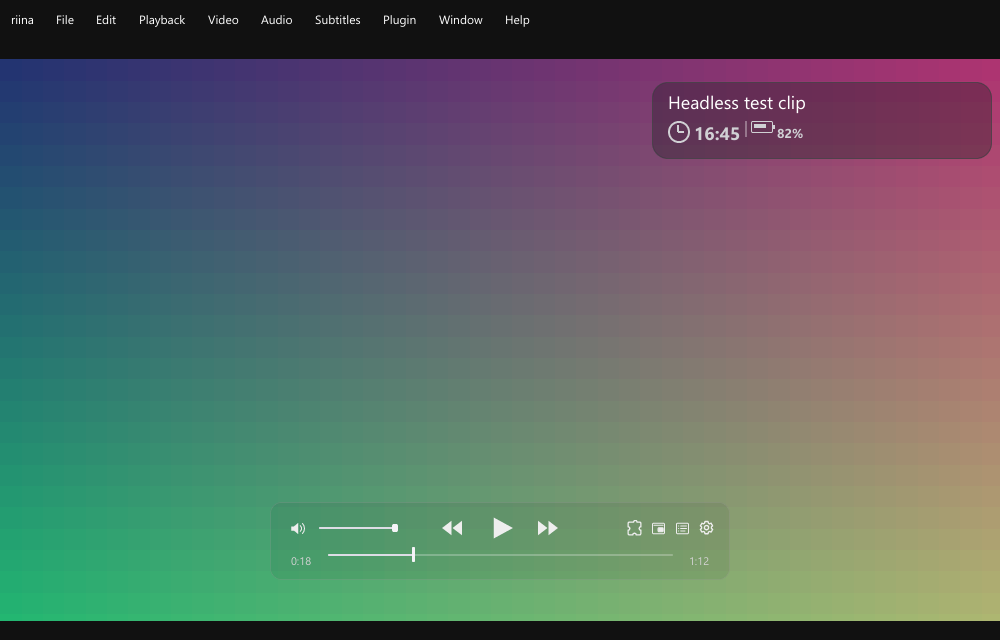 riina File Edit Playback Video Audio Subtitles Plugin Window Help
Headless test clip
16:45 82%
0:18 1:12